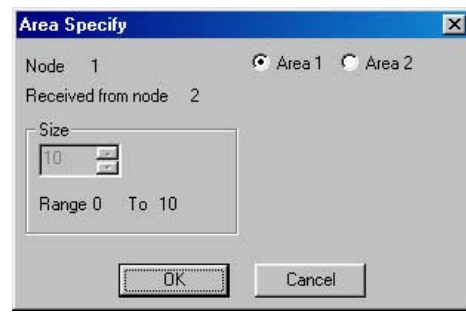 Area Specify
Node 1
Area 1 Area 2
Received from node 2
Size
10
Range 0 To 10
OK Cancel